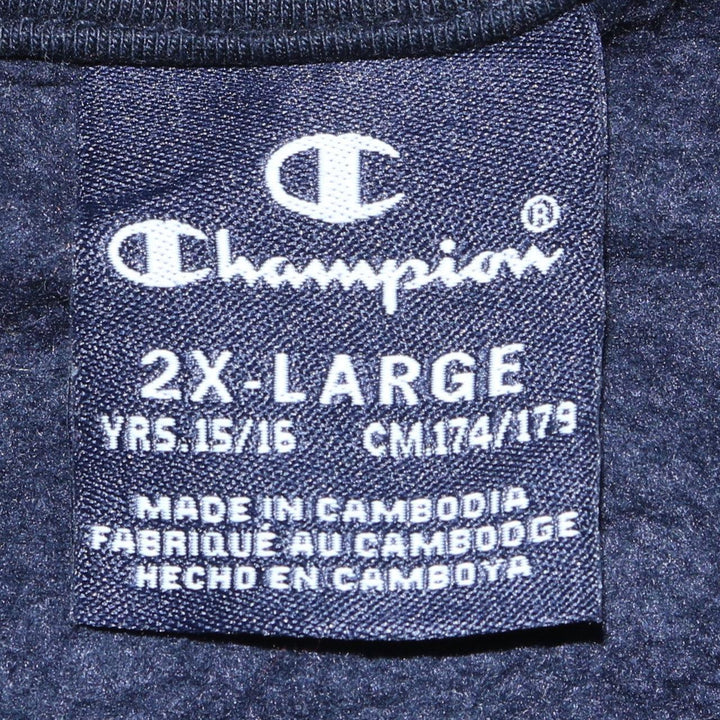 C
Champion®
2X-LARGE
YRS.15/16 CM.174/179
MADE IN CAMBODIA
FABRIQUÉ AU CAMBODGE
HECHO EN CAMBOYA